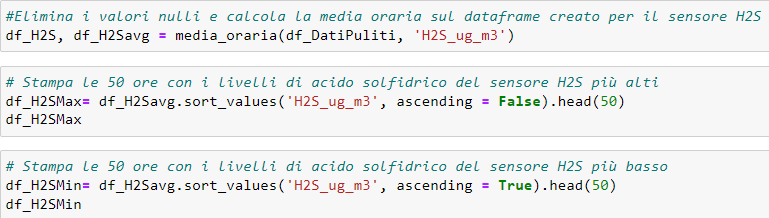 #Elimina i valori nulli e calcola la media oraria sul dataframe creato per il sensore H2S
df_H2S, df_H2Savg = media_oraria(df_DatiPuliti, 'H2S_ug_m3')
# Stampa le 50 ore con i livelli di acido solfidrico del sensore H2S più alti
df_H2SMax= df_H2Savg.sort_values('H2S_ug_m3', ascending = False).head(50)
df_H2SMax
# Stampa le 50 ore con i livelli di acido solfidrico del sensore H2S più basso
df_H2SMin= df_H2Savg.sort_values('H2S_ug_m3', ascending = True).head(50)
df_H2SMin